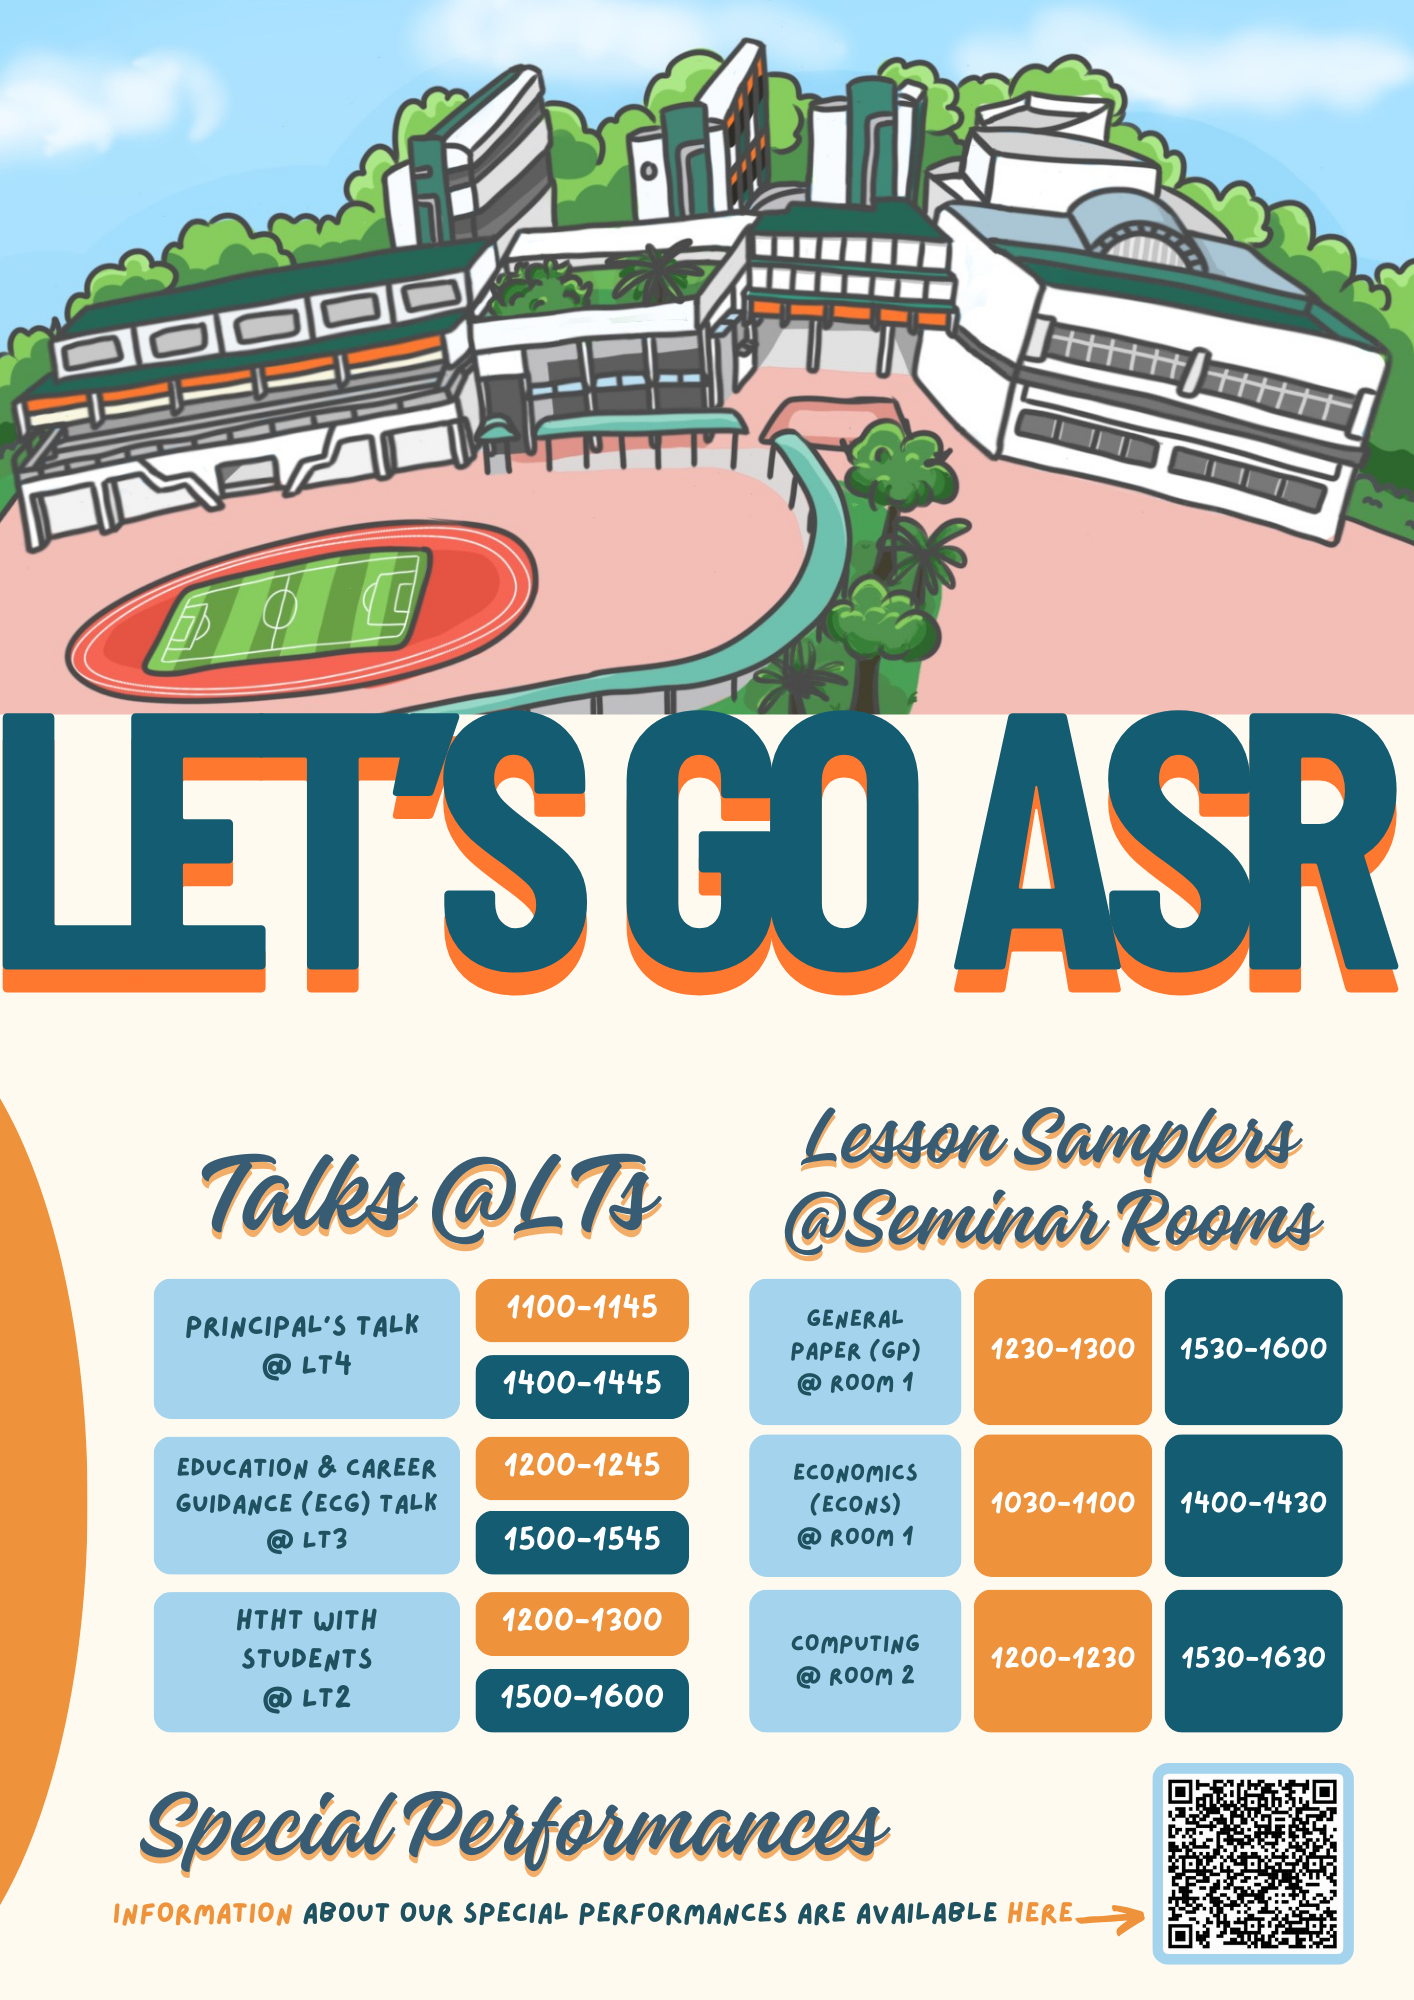 LET'S GO ASR
Talks @LTs
PRINCIPAL'S TALK
@ LT4
1100-1145
1400-1445
EDUCATION & CAREER
GUIDANCE (ECG) TALK
@ LT3
1200-1245
1500-1545
HTHT WITH
STUDENTS
@ LT2
1200-1300
1500-1600
Lesson Samplers
@Seminar Rooms
GENERAL
PAPER (GP)
@ ROOM 1
1230-1300
1530-1600
ECONOMICS
(ECONS)
@ ROOM 1
1030-1100
1400-1430
COMPUTING
@ ROOM 2
1200-1230
1530-1630
Special Performances
INFORMATION ABOUT OUR SPECIAL PERFORMANCES ARE AVAILABLE HERE